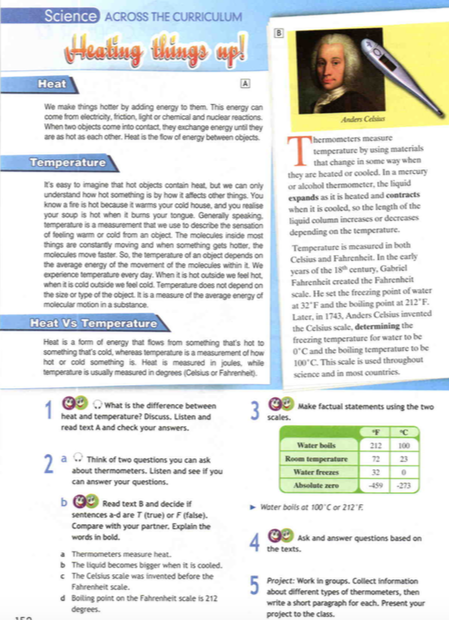 Science ACROSS THE CURRICULUM
Heating things up!
Heat
A
We make things hotter by adding energy to them. This energy can
come from electricity, friction, light or chemical and nuclear reactions.
When two objects come into contact, they exchange energy until they
are as hot as each other. Heat is the flow of energy between objects.
Temperature
It's easy to imagine that hot objects contain heat, but we can only
understand how hot something is by how it affects other things. You
know a fire is hot because it warms your cold house, and you realise
your soup is hot when it burns your tongue. Generally speaking,
temperature is a measurement that we use to describe the sensation
of feeling warm or cold from an object. The molecules inside most
things are constantly moving and when something gets hotter, the
molecules move faster. So, the temperature of an object depends on
the average energy of the movement of the molecules within it. We
experience temperature every day. When it is hot outside we feel hot,
when it is cold outside we feel cold. Temperature does not depend on
the size or type of the object. It is a measure of the average energy of
molecular motion in a substance.
Heat Vs Temperature
Heat is a form of energy that flows from something that's hot to
something that's cold, whereas temperature is a measurement of how
hot or cold something is. Heat is measured in joules, while
temperature is usually measured in degrees (Celsius or Fahrenheit).
B
Anders Celsius
Thermometers measure
temperature by using materials
that change in some way when
they are heated or cooled. In a mercury
or alcohol thermometer, the liquid
expands as it is heated and contracts
when it is cooled, so the length of the
liquid column increases or decreases
depending on the temperature.
Temperature is measured in both
Celsius and Fahrenheit. In the early
years of the 18th century, Gabriel
Fahrenheit created the Fahrenheit
scale. He set the freezing point of water
at 32˚F and the boiling point at 212˚F.
Later, in 1743, Anders Celsius invented
the Celsius scale, determining the
freezing temperature for water to be
0˚C and the boiling temperature to be
100˚C. This scale is used throughout
science and in most countries.
1 What is the difference between
heat and temperature? Discuss. Listen and
read text A and check your answers.
2 a Think of two questions you can ask
about thermometers. Listen and see if you
can answer your questions.
b Read text B and decide if
sentences a-d are T (true) or F (false).
Compare with your partner. Explain the
words in bold.
a Thermometers measure heat.
b The liquid becomes bigger when it is cooled.
c The Celsius scale was invented before the
Fahrenheit scale.
d Boiling point on the Fahrenheit scale is 212
degrees.
3 Make factual statements using the two
scales.
˚F ˚C
Water boils 212 100
Room temperature 72 23
Water freezes 32 0
Absolute zero -459 -273
Water boils at 100˚C or 212˚F.
4 Ask and answer questions based on
the texts.
5 Project: Work in groups. Collect information
about different types of thermometers, then
write a short paragraph for each. Present your
project to the class.